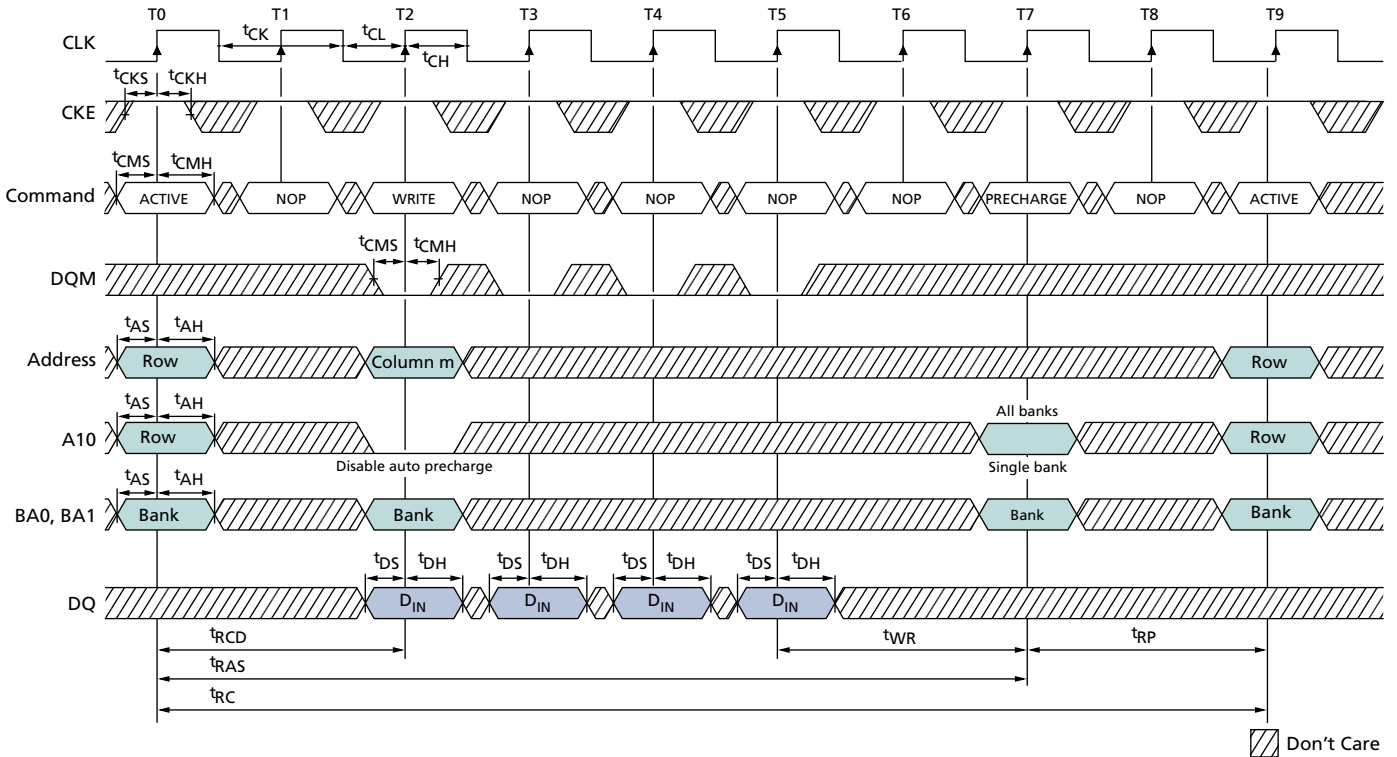 T0 T1 T2 T3 T4 T5 T6 T7 T8 T9
CLK
tCK tCL
tCH
tCKS tCKH
CKE
tCMS tCMH
Command ACTIVE NOP WRITE NOP NOP NOP NOP PRECHARGE NOP ACTIVE
tCMS tCMH
DQM
tAS tAH
Address Row Column m Row
tAS tAH All banks
A10 Row Row
Disable auto precharge Single bank
tAS tAH
BA0, BA1 Bank Bank Bank Bank
tDS tDH tDS tDH tDS tDH tDS tDH
DQ DIN DIN DIN DIN
tRCD tWR tRP
tRAS
tRC
Don't Care